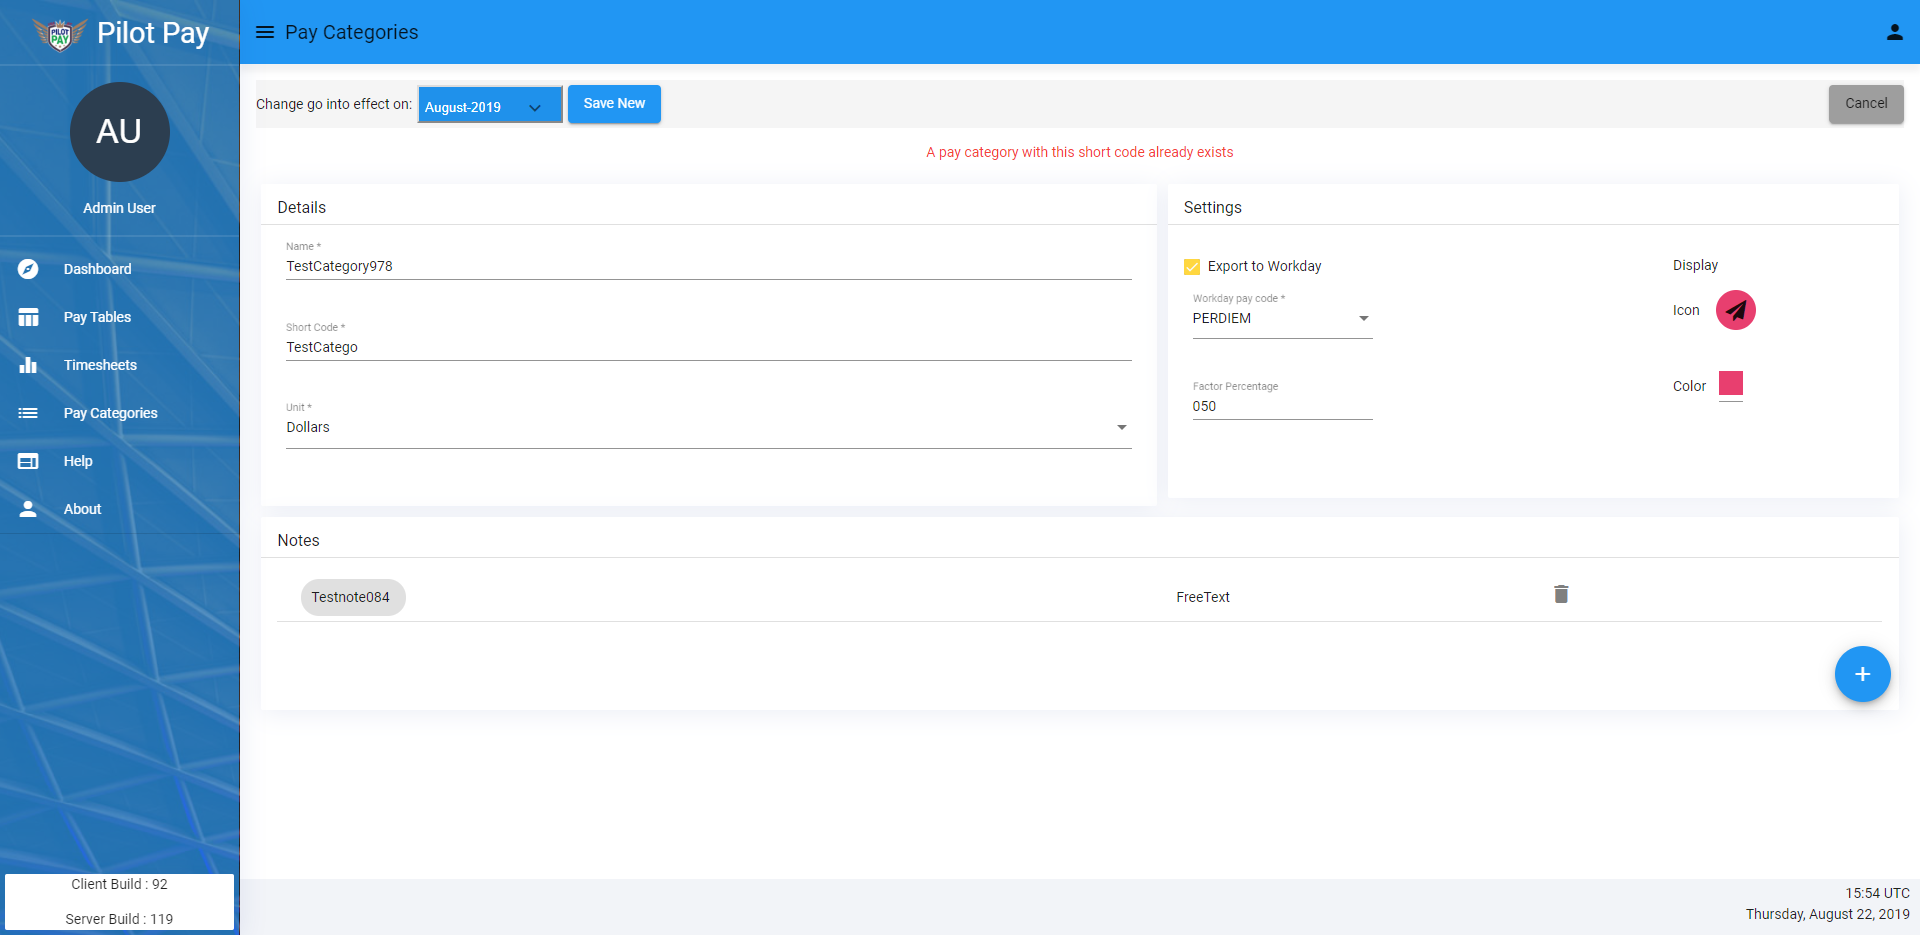 PILOT PAY
Pilot Pay
AU
Admin User
Dashboard
Pay Tables
Timesheets
Pay Categories
Help
About
Client Build : 92
Server Build : 119
Pay Categories
Change go into effect on: August-2019 Save New Cancel
A pay category with this short code already exists
Details
Name *
TestCategory978
Short Code *
TestCatego
Unit *
Dollars
Settings
Export to Workday
Workday pay code *
PERDIEM
Factor Percentage
050
Display
Icon
Color
Notes
Testnote084 FreeText
+
15:54 UTC
Thursday, August 22, 2019